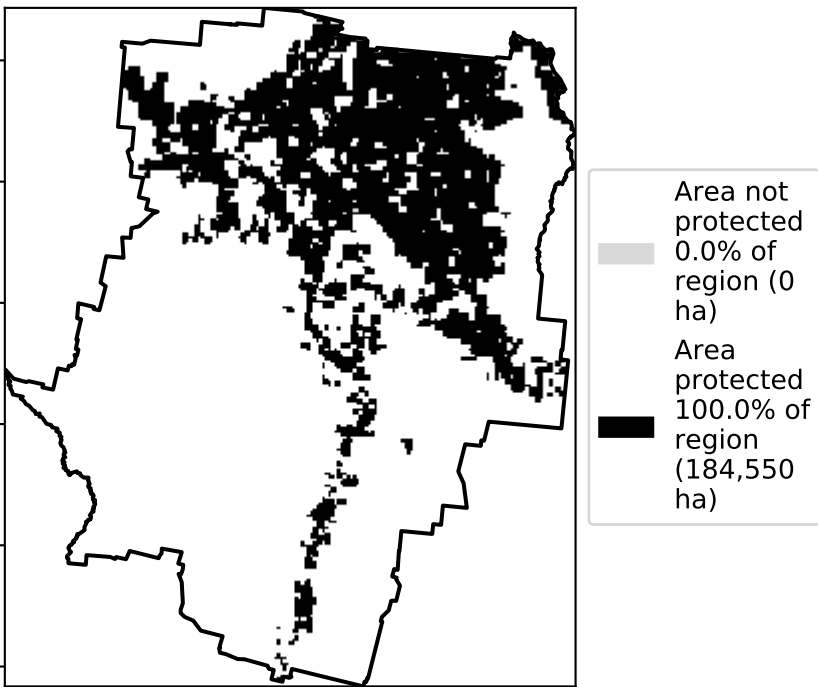 Area not
protected
0.0% of
region (0
ha)
Area
protected
100.0% of
region
(184,550
ha)